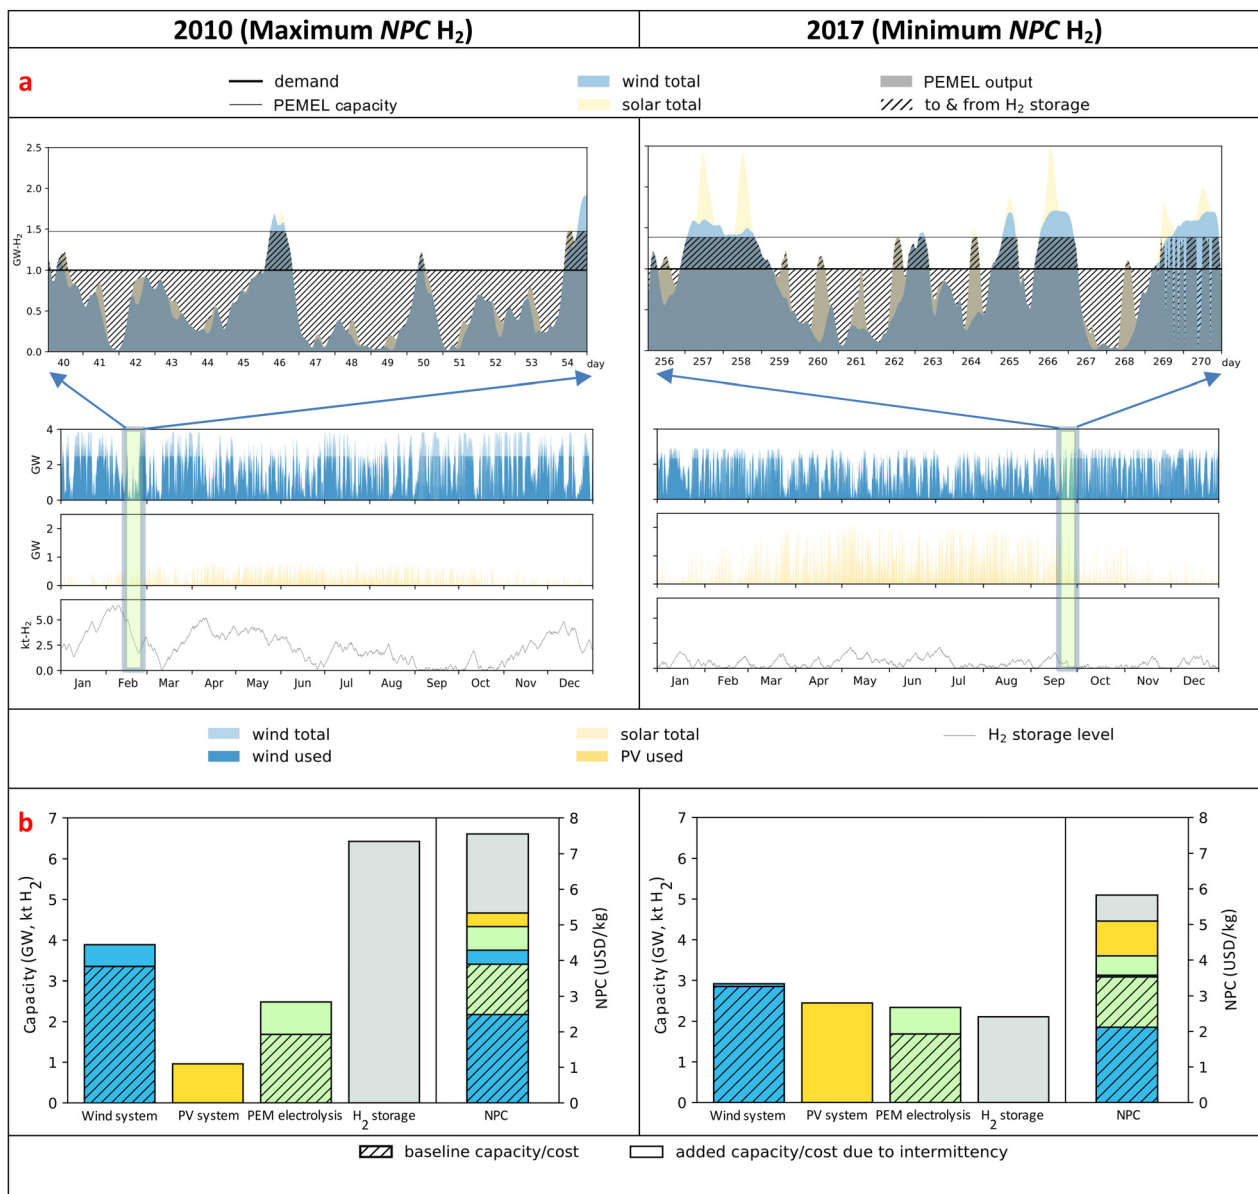 2010 (Maximum NPC H2)
2017 (Minimum NPC H2)
a
demand
wind total
PEMEL output
PEMEL capacity
solar total
to & from H2 storage
2.5
2.0
1.5
1.0
0.5
0.0
GW-H2
40 41 42 43 44 45 46 47 48 49 50 51 52 53 54 day
256 257 258 259 260 261 262 263 264 265 266 267 268 269 270 day
4
2
0
GW
2
1
0
GW
5.0
2.5
0.0
kt-H2
Jan Feb Mar Apr May Jun Jul Aug Sep Oct Nov Dec
Jan Feb Mar Apr May Jun Jul Aug Sep Oct Nov Dec
wind total
solar total
H2 storage level
wind used
PV used
b
7
6
5
4
3
2
1
0
Capacity (GW, kt H2)
Wind system PV system PEM electrolysis H2 storage NPC
8
7
6
5
4
3
2
1
0
NPC (USD/kg)
7
6
5
4
3
2
1
0
Capacity (GW, kt H2)
Wind system PV system PEM electrolysis H2 storage NPC
8
7
6
5
4
3
2
1
0
NPC (USD/kg)
baseline capacity/cost
added capacity/cost due to intermittency